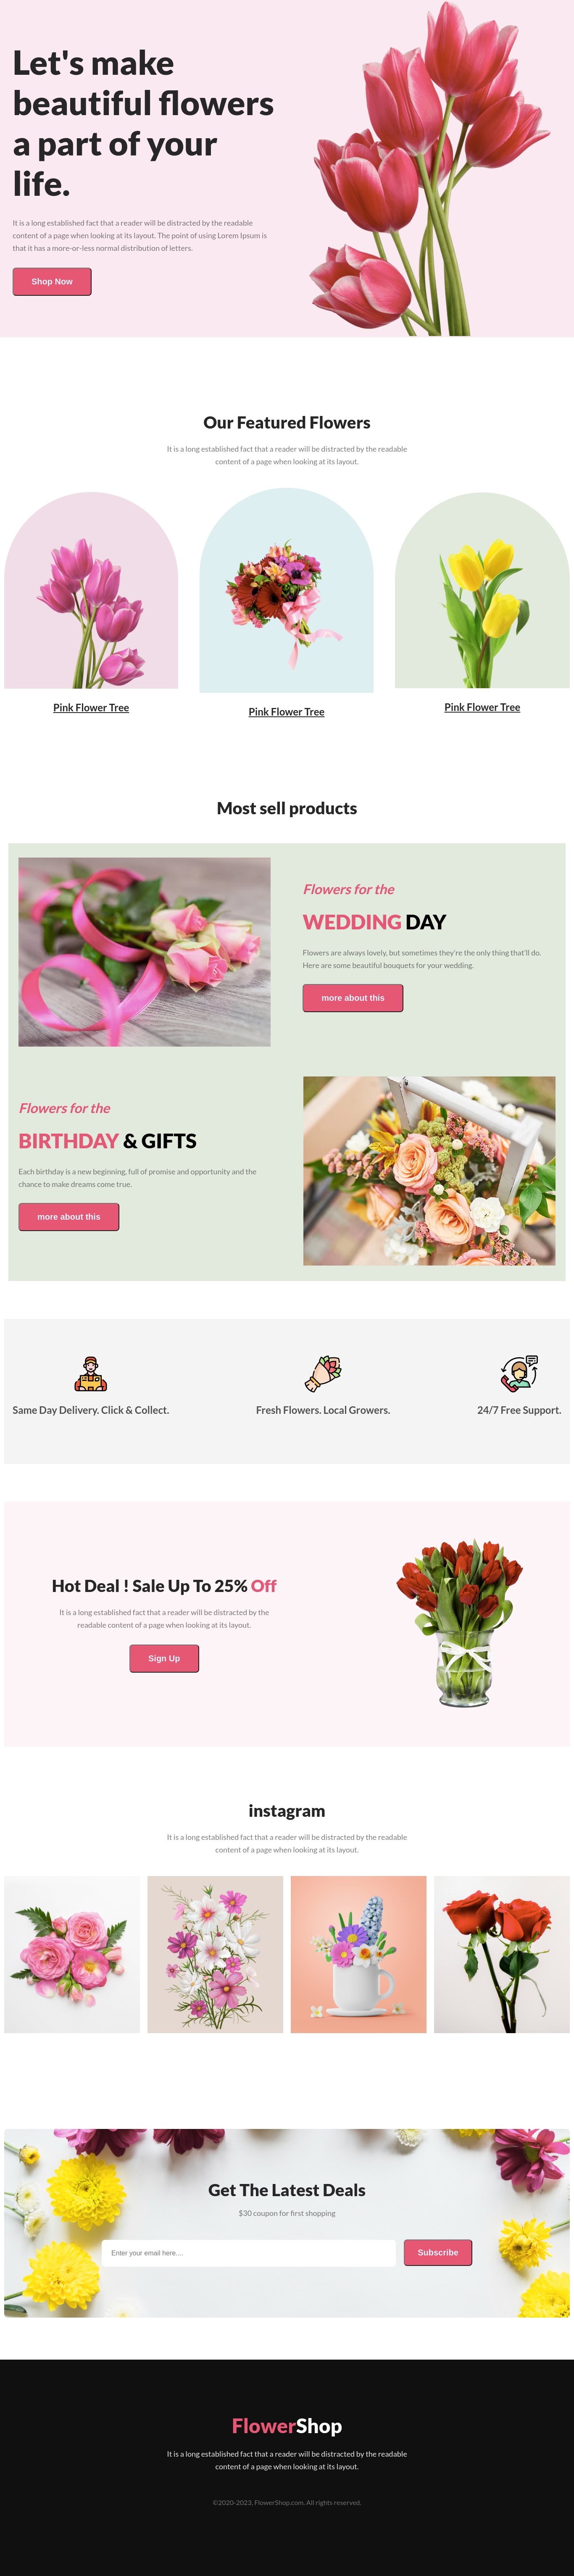 Let's make
beautiful flowers
a part of your
life.
It is a long established fact that a reader will be distracted by the readable
content of a page when looking at its layout. The point of using Lorem Ipsum is
that it has a more-or-less normal distribution of letters.
Shop Now
Our Featured Flowers
It is a long established fact that a reader will be distracted by the readable
content of a page when looking at its layout.
Pink Flower Tree
Pink Flower Tree
Pink Flower Tree
Most sell products
Flowers for the
WEDDING DAY
Flowers are always lovely, but sometimes they're the only thing that'll do.
Here are some beautiful bouquets for your wedding.
more about this
Flowers for the
BIRTHDAY & GIFTS
Each birthday is a new beginning, full of promise and opportunity and the
chance to make dreams come true.
more about this
Same Day Delivery. Click & Collect.
Fresh Flowers. Local Growers.
24/7 Free Support.
Hot Deal ! Sale Up To 25% Off
It is a long established fact that a reader will be distracted by the
readable content of a page when looking at its layout.
Sign Up
instagram
It is a long established fact that a reader will be distracted by the readable
content of a page when looking at its layout.
Get The Latest Deals
$30 coupon for first shopping
Enter your email here....
Subscribe
FlowerShop
It is a long established fact that a reader will be distracted by the readable
content of a page when looking at its layout.
©2020-2023, FlowerShop.com. All rights reserved.